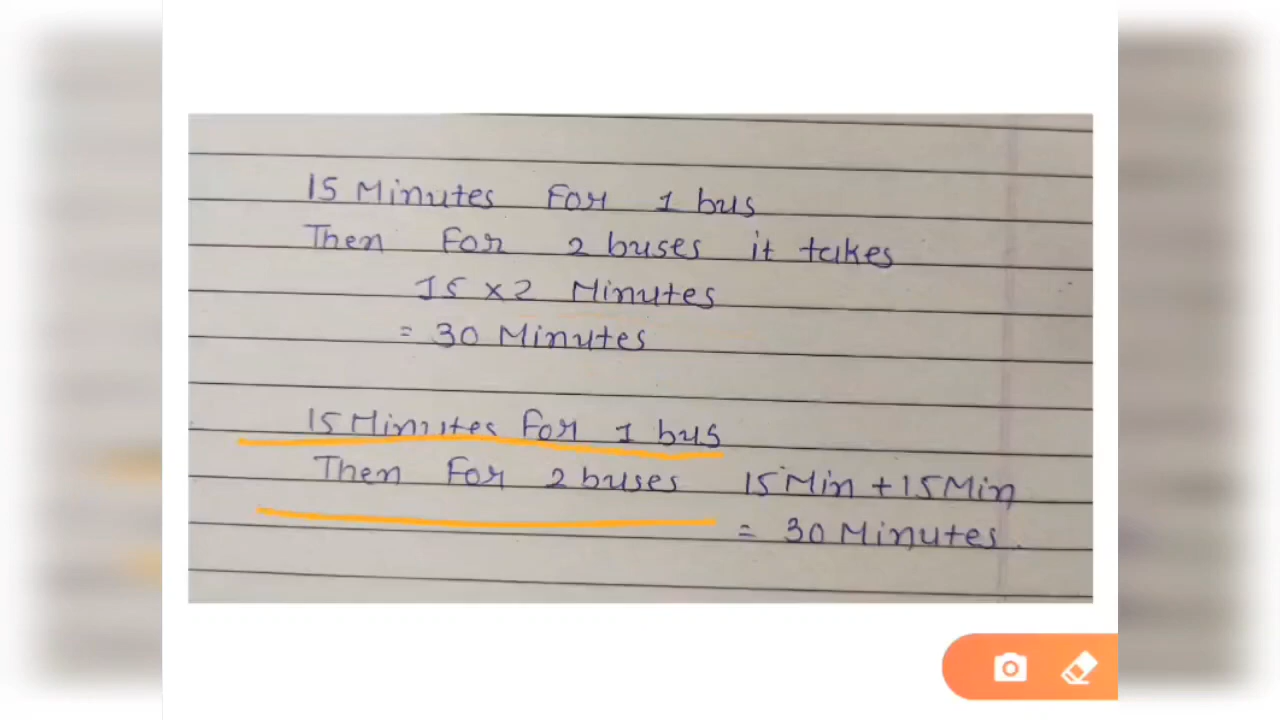 15 Minutes For 1 bus
Then For 2 buses it takes
15 x 2 Minutes
= 30 Minutes
15 Minutes For 1 bus
Then For 2 buses 15 Min + 15 Min
= 30 Minutes.